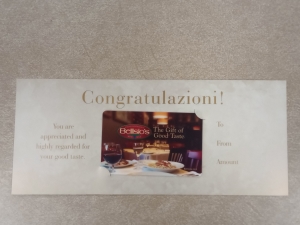 Congratulazioni!
You are
appreciated and
highly regarded for
your good taste
The Gift of
Good Taste
To
From
Amount